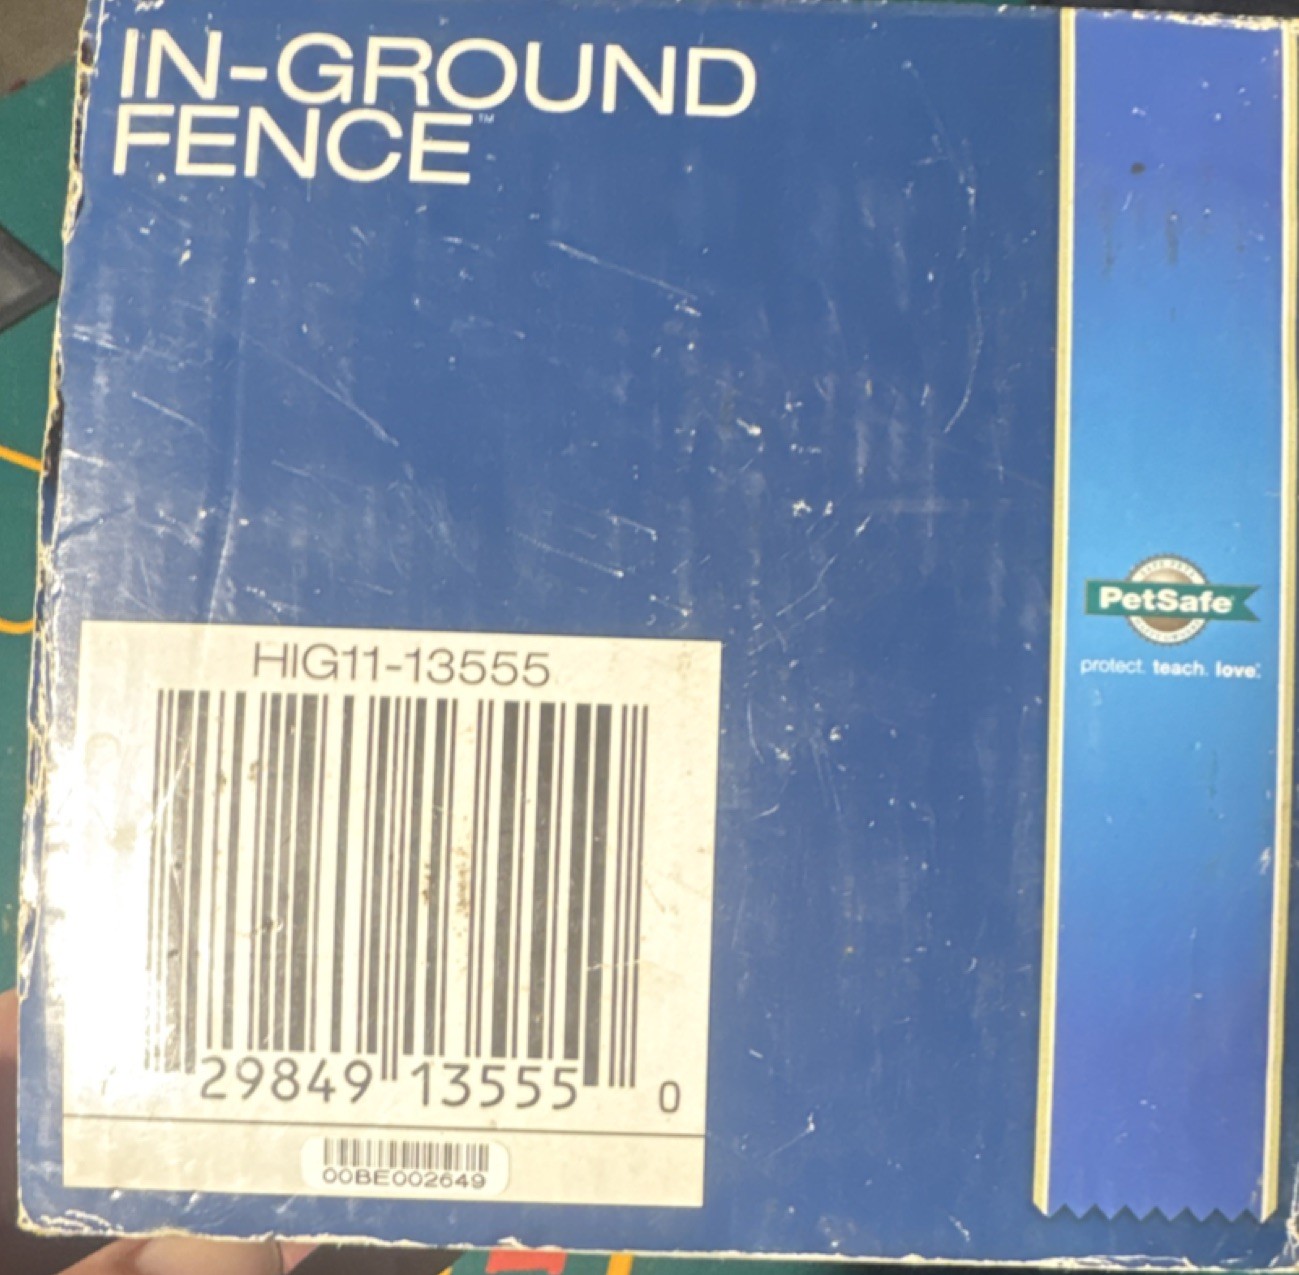 IN-GROUND
FENCE™
PetSafe
protect. teach. love.
HIG11-13555
29849 13555 0
00BE002649